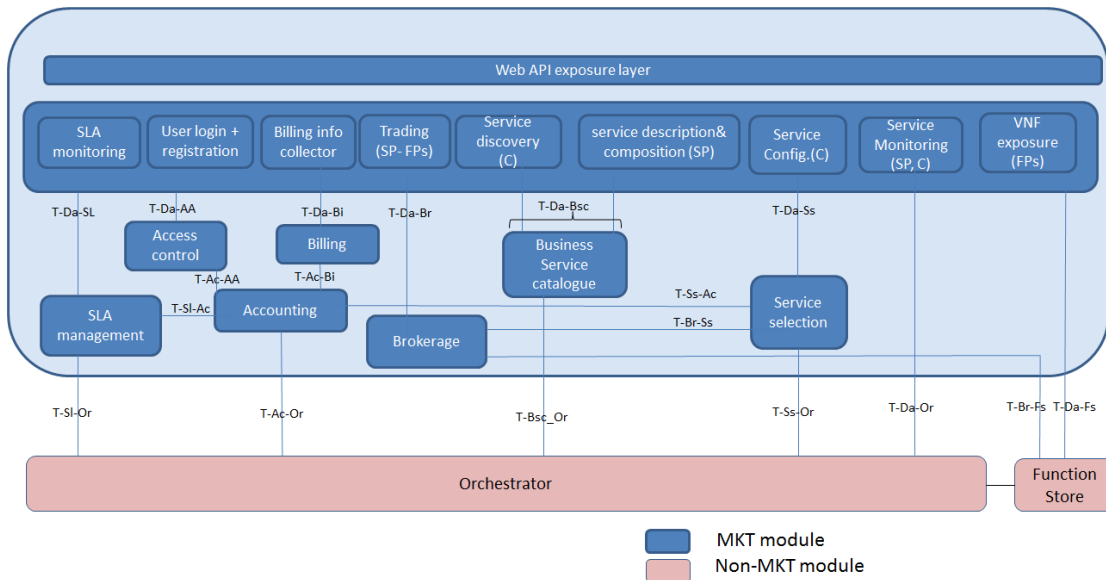 Web API exposure layer
SLA
monitoring
User login +
registration
Billing info
collector
Trading
(SP- FPs)
Service
discovery
(C)
service description&
composition (SP)
Service
Config.(C)
Service
Monitoring
(SP, C)
VNF
exposure
(FPs)
T-Da-SL
T-Da-AA
T-Da-Bi
T-Da-Br
T-Da-Bsc
T-Da-Ss
Access
control
Billing
Business
Service
catalogue
T-Ac-AA
T-Ac-Bi
SLA
management
T-Sl-Ac
Accounting
T-Ss-Ac
Service
selection
Brokerage
T-Br-Ss
T-Sl-Or
T-Ac-Or
T-Bsc_Or
T-Ss-Or
T-Da-Or
T-Br-Fs
T-Da-Fs
Orchestrator
Function
Store
MKT module
Non-MKT module